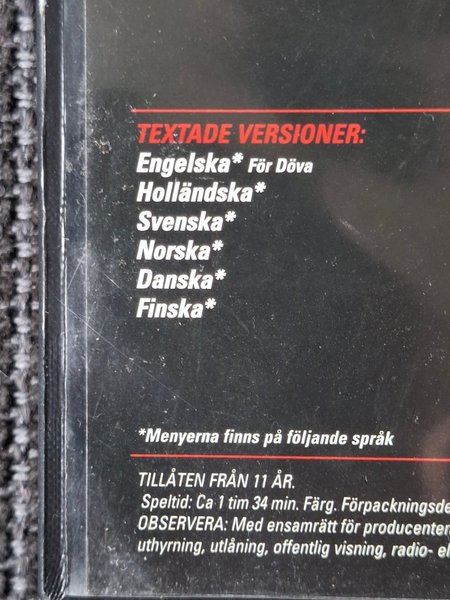 TEXTADE VERSIONER:
Engelska* För Döva
Holländska*
Svenska*
Norska*
Danska*
Finska*
*Menyerna finns på följande språk
TILLÅTEN FRÅN 11 ÅR.
Speltid: Ca 1 tim 34 min. Färg. Förpackningsde
OBSERVERA: Med ensamrätt för producenten
uthyrning, utlåning, offentlig visning, radio- el